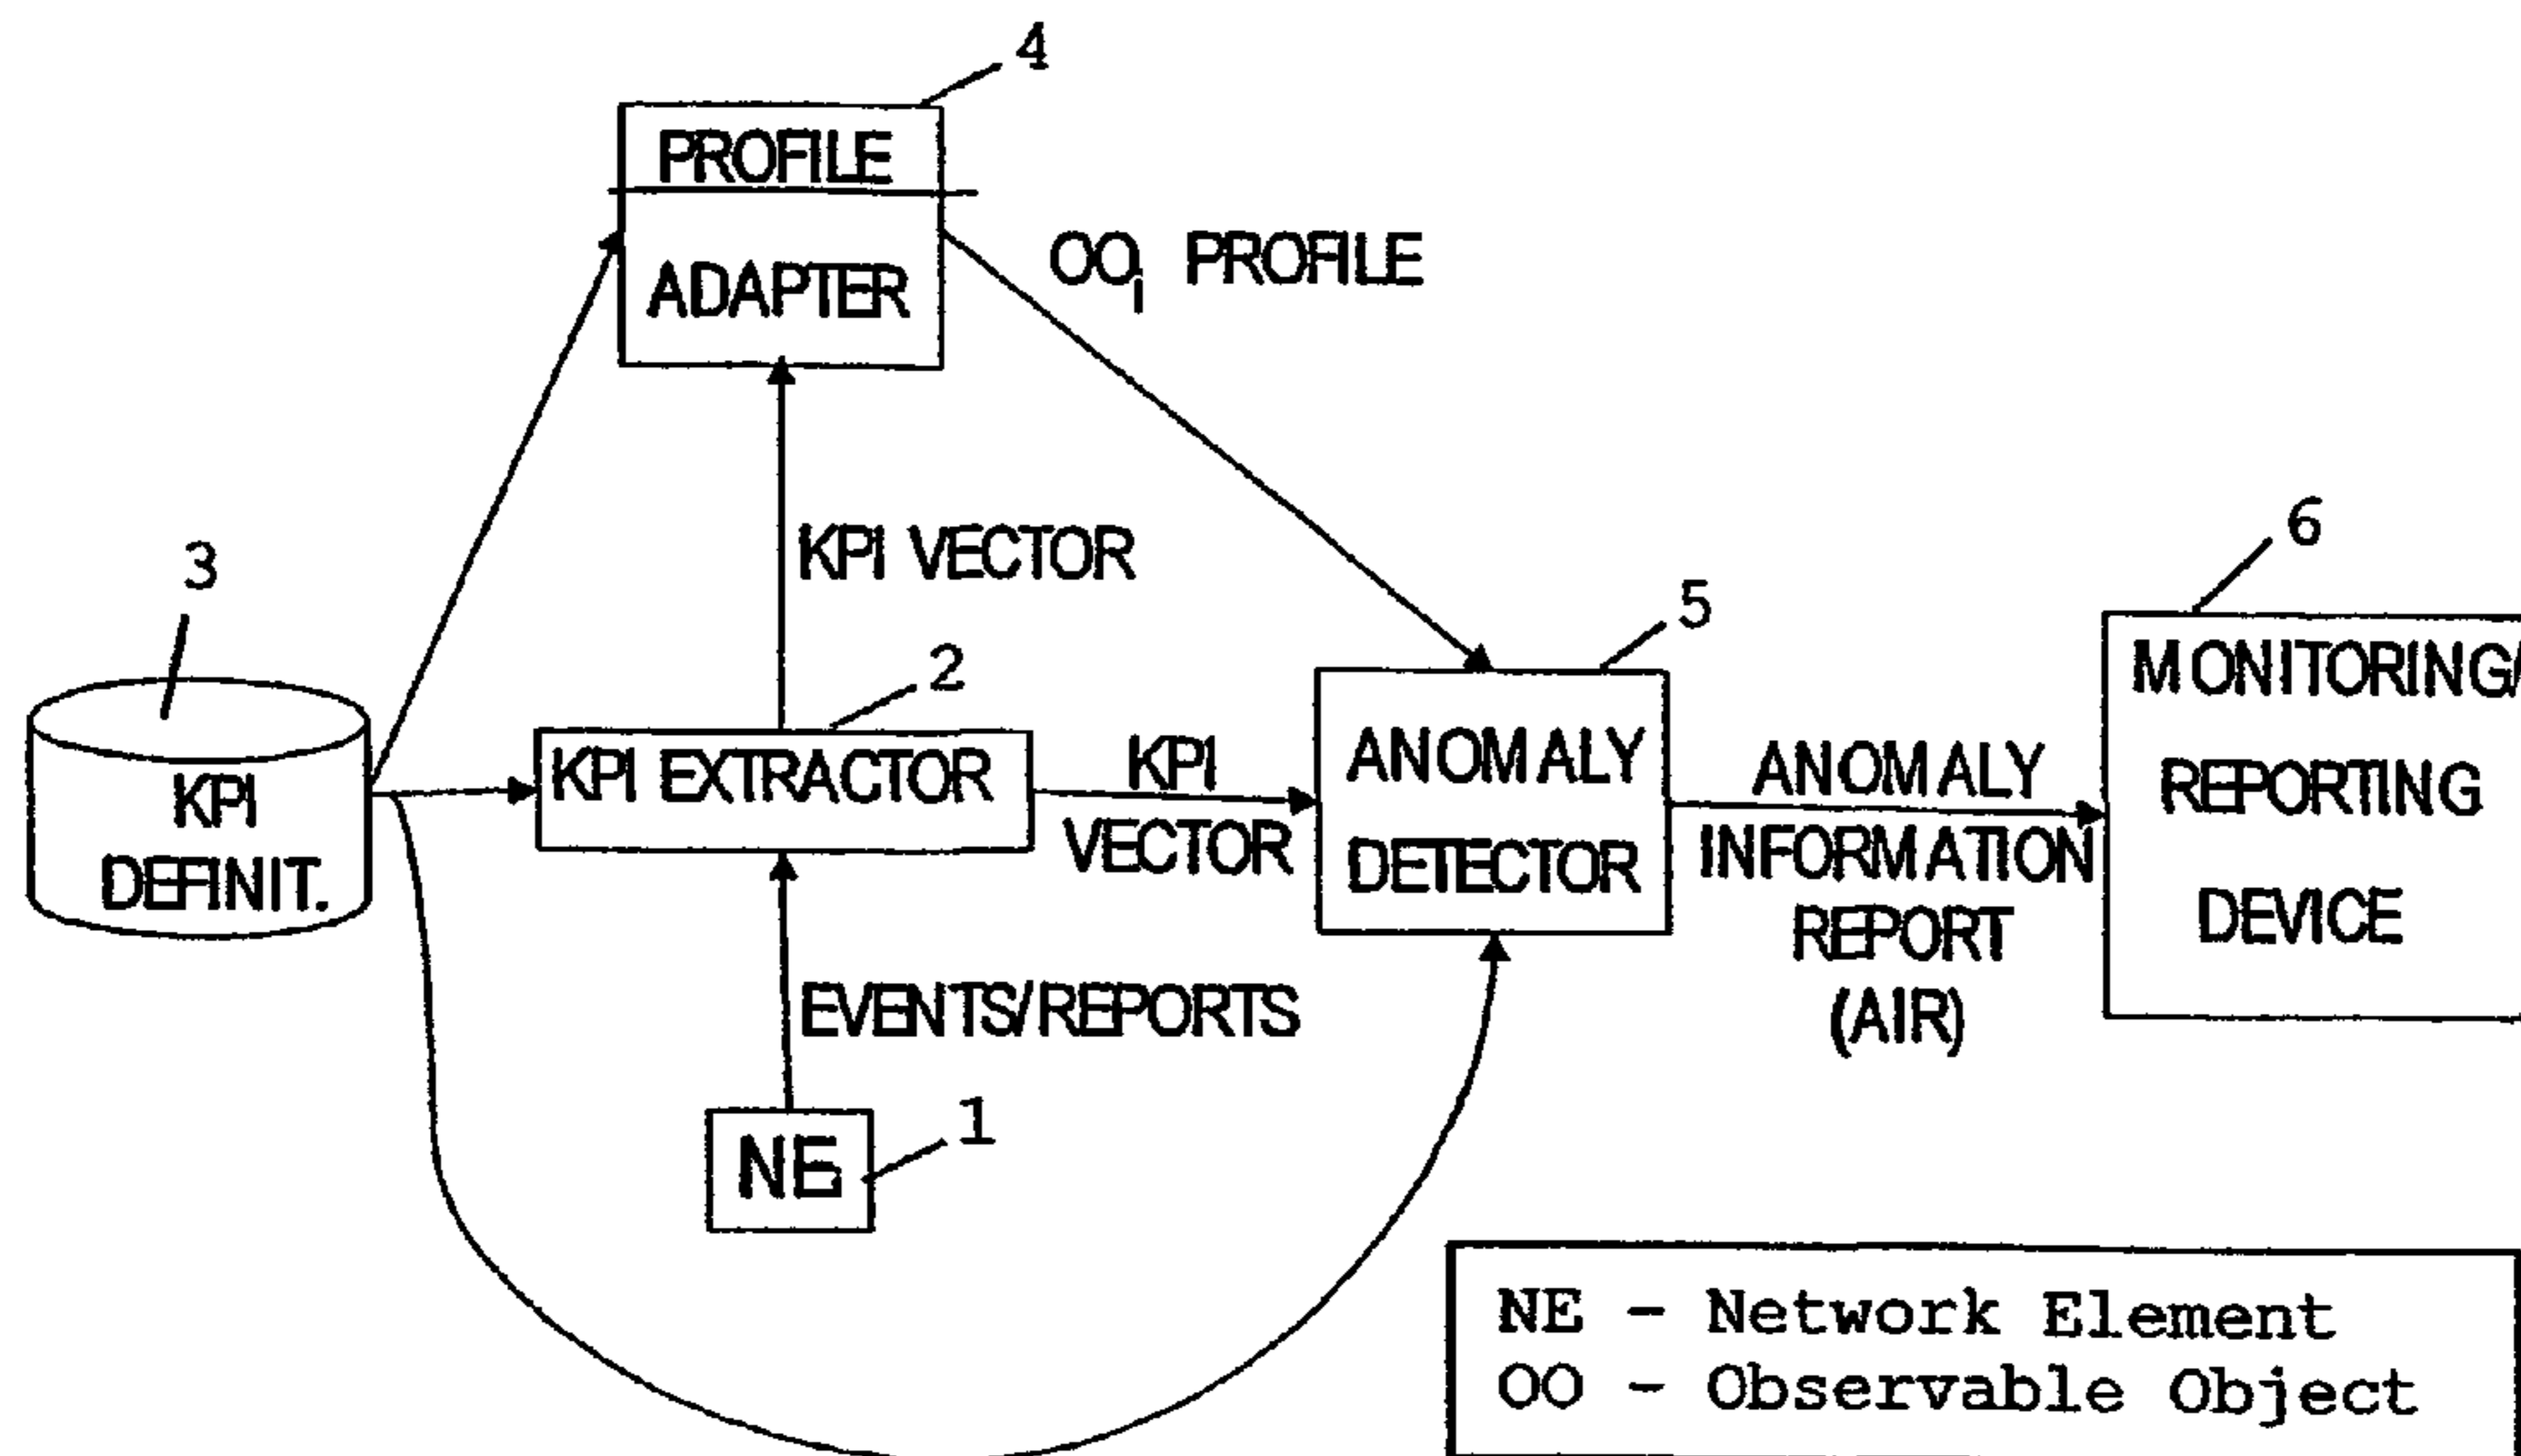 4
PROFILE
ADAPTER
OOi PROFILE
KPI VECTOR
3
KPI
DEFINIT.
2
KPI EXTRACTOR
KPI
VECTOR
5
ANOMALY
DETECTOR
ANOMALY
INFORMATION
REPORT
(AIR)
6
MONITORING/
REPORTING
DEVICE
EVENTS/REPORTS
NE
1
NE - Network Element
OO - Observable Object